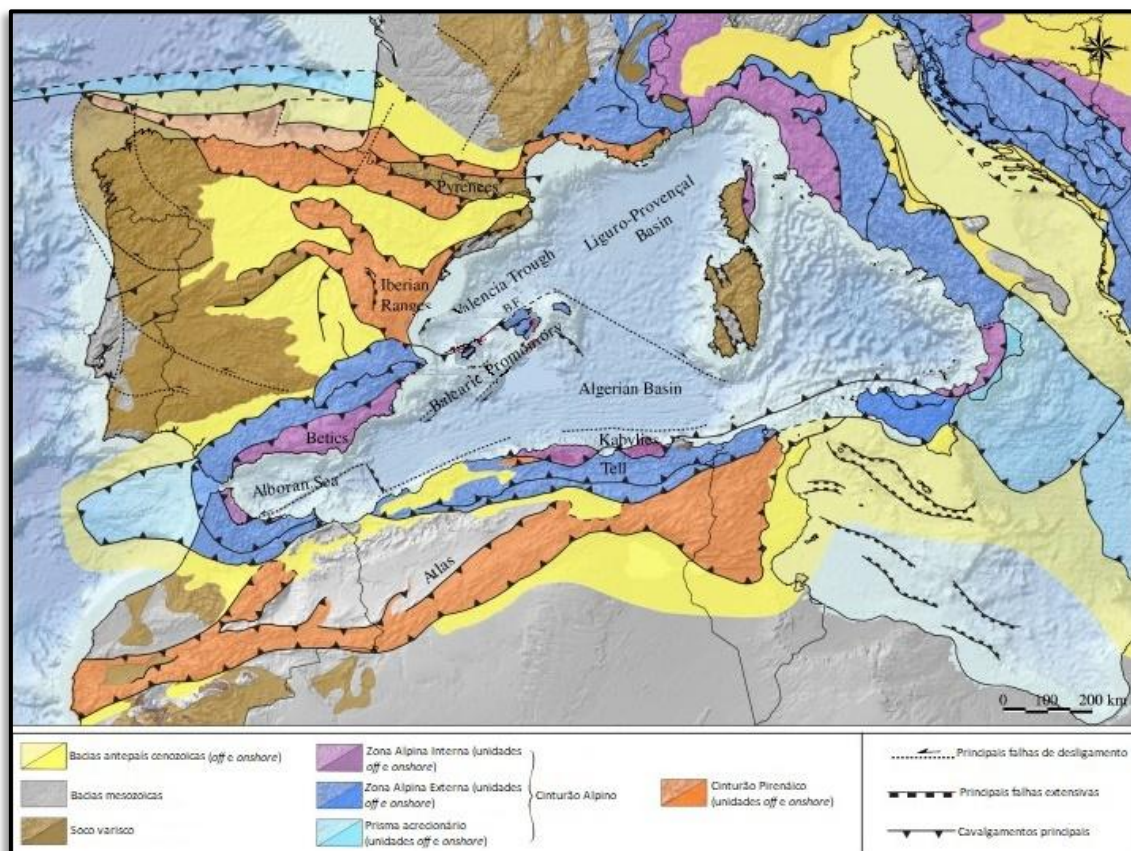 Pyrenees
Liguro-Provençal
Basin
Iberian
Ranges
Valencia Trough
B.P.
Balearic Promontory
Algerian Basin
Betics
Kabylies
Tell
Alboran Sea
Atlas
0 100 200 km
Bacias antepaís cenozoicas (off e onshore)
Bacias mesozoicas
Soco varisco
Zona Alpina Interna (unidades
off e onshore)
Zona Alpina Externa (unidades
off e onshore)
Prisma acrecionário
(unidades off e onshore)
Cinturão Alpino
Cinturão Pirenáico
(unidades off e onshore)
Principais falhas de desligamento
Principais falhas extensivas
Cavalgamentos principais